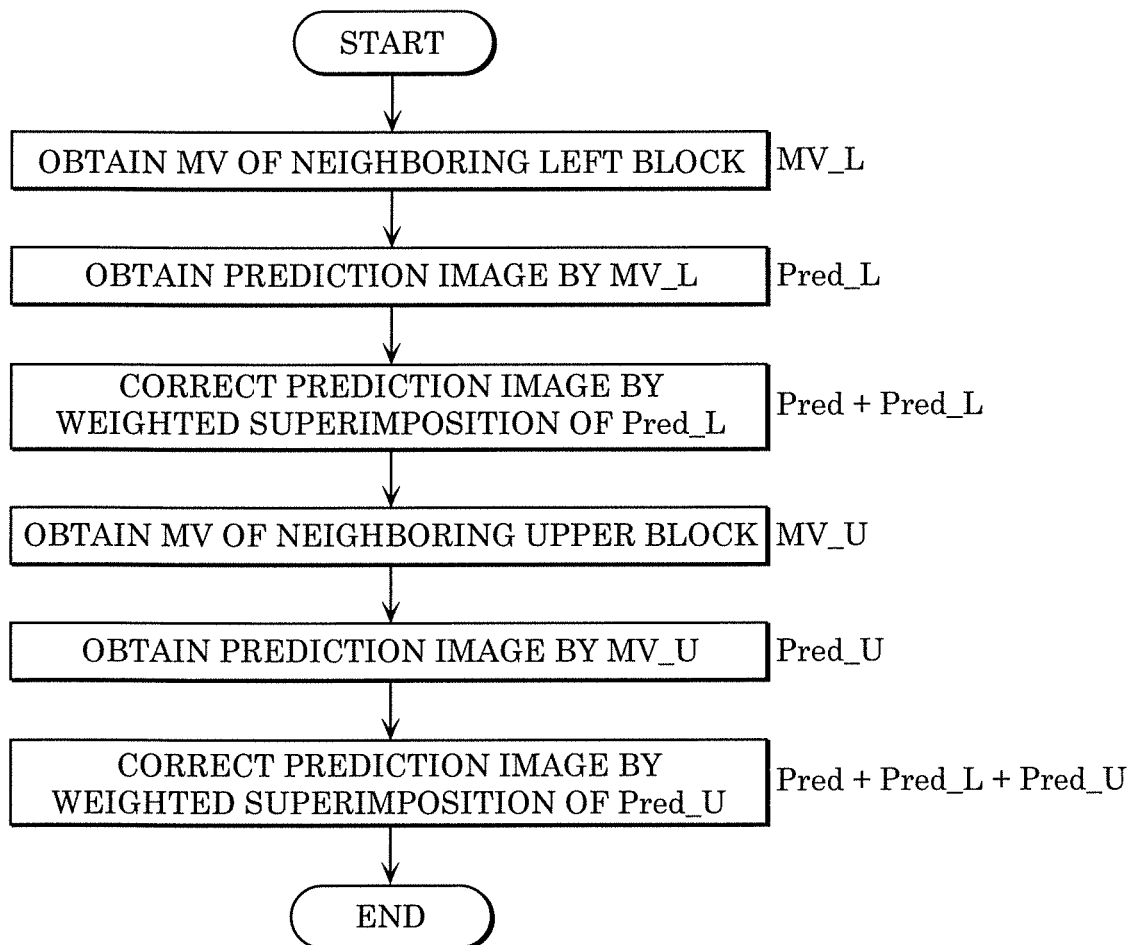 START
OBTAIN MV OF NEIGHBORING LEFT BLOCK MV_L
OBTAIN PREDICTION IMAGE BY MV_L Pred_L
CORRECT PREDICTION IMAGE BY
WEIGHTED SUPERIMPOSITION OF Pred_L
Pred + Pred_L
OBTAIN MV OF NEIGHBORING UPPER BLOCK MV_U
OBTAIN PREDICTION IMAGE BY MV_U Pred_U
CORRECT PREDICTION IMAGE BY
WEIGHTED SUPERIMPOSITION OF Pred_U
Pred + Pred_L + Pred_U
END